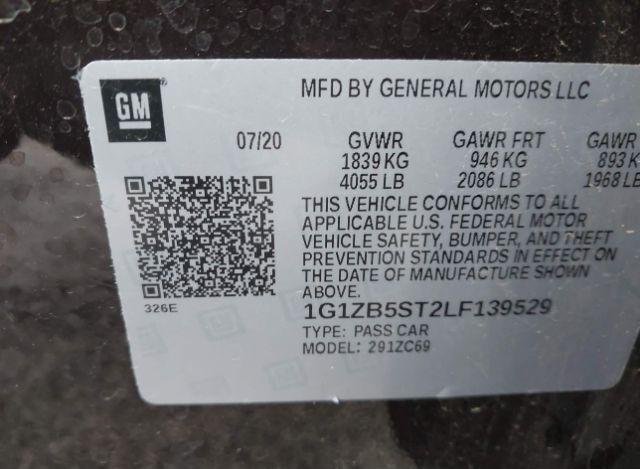 GM
MFD BY GENERAL MOTORS LLC
07/20 GVWR GAWR FRT GAWR
1839 KG 946 KG 893 K
4055 LB 2086 LB 1968 LB
THIS VEHICLE CONFORMS TO ALL
APPLICABLE U.S. FEDERAL MOTOR
VEHICLE SAFETY, BUMPER, AND THEFT
PREVENTION STANDARDS IN EFFECT ON
THE DATE OF MANUFACTURE SHOWN
ABOVE.
326E
1G1ZB5ST2LF139529
TYPE: PASS CAR
MODEL: 291ZC69